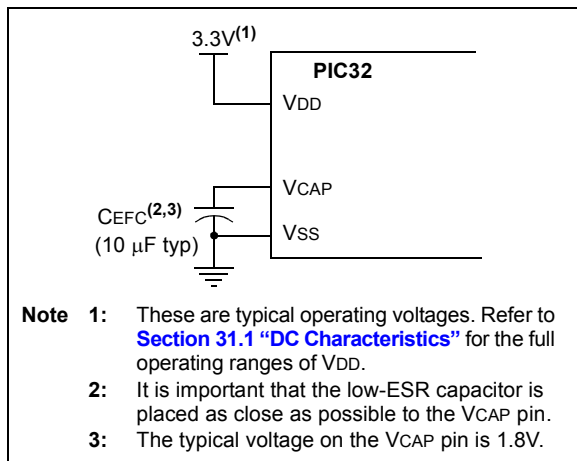 3.3V(1)
PIC32
VDD
VCAP
CEFC(2,3)
(10 μF typ)
VSS
Note 1: These are typical operating voltages. Refer to
Section 31.1 “DC Characteristics” for the full
operating ranges of VDD.
2: It is important that the low-ESR capacitor is
placed as close as possible to the VCAP pin.
3: The typical voltage on the VCAP pin is 1.8V.